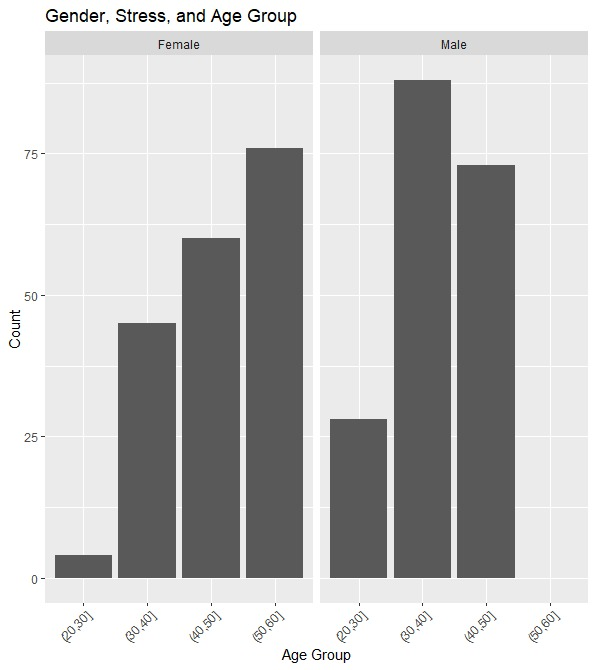 Gender, Stress, and Age Group
Female
Male
75
50
25
0
Count
(20,30]
(30,40]
(40,50]
(50,60]
(20,30]
(30,40]
(40,50]
(50,60]
Age Group